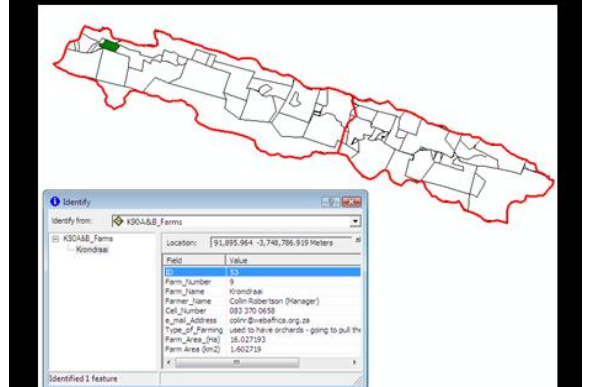 Identify
Identify from: K90A&B_Farms
K90A&B_Farms
Kromdraai
Location: 91,895.964 -3,748,786.919 Meters
Field Value
ID 53
Farm_Number 9
Farm_Name Kromdraai
Farmer_Name Collin Robertson (Manager)
Cell_Number 083 370 0658
e_mail_Address colinr@webafrica.org.za
Type_of_Farming used to have orchards - going to pull the
Farm_Area_(Ha) 16.027193
Farm Area (km2) 1.602719
Identified 1 feature